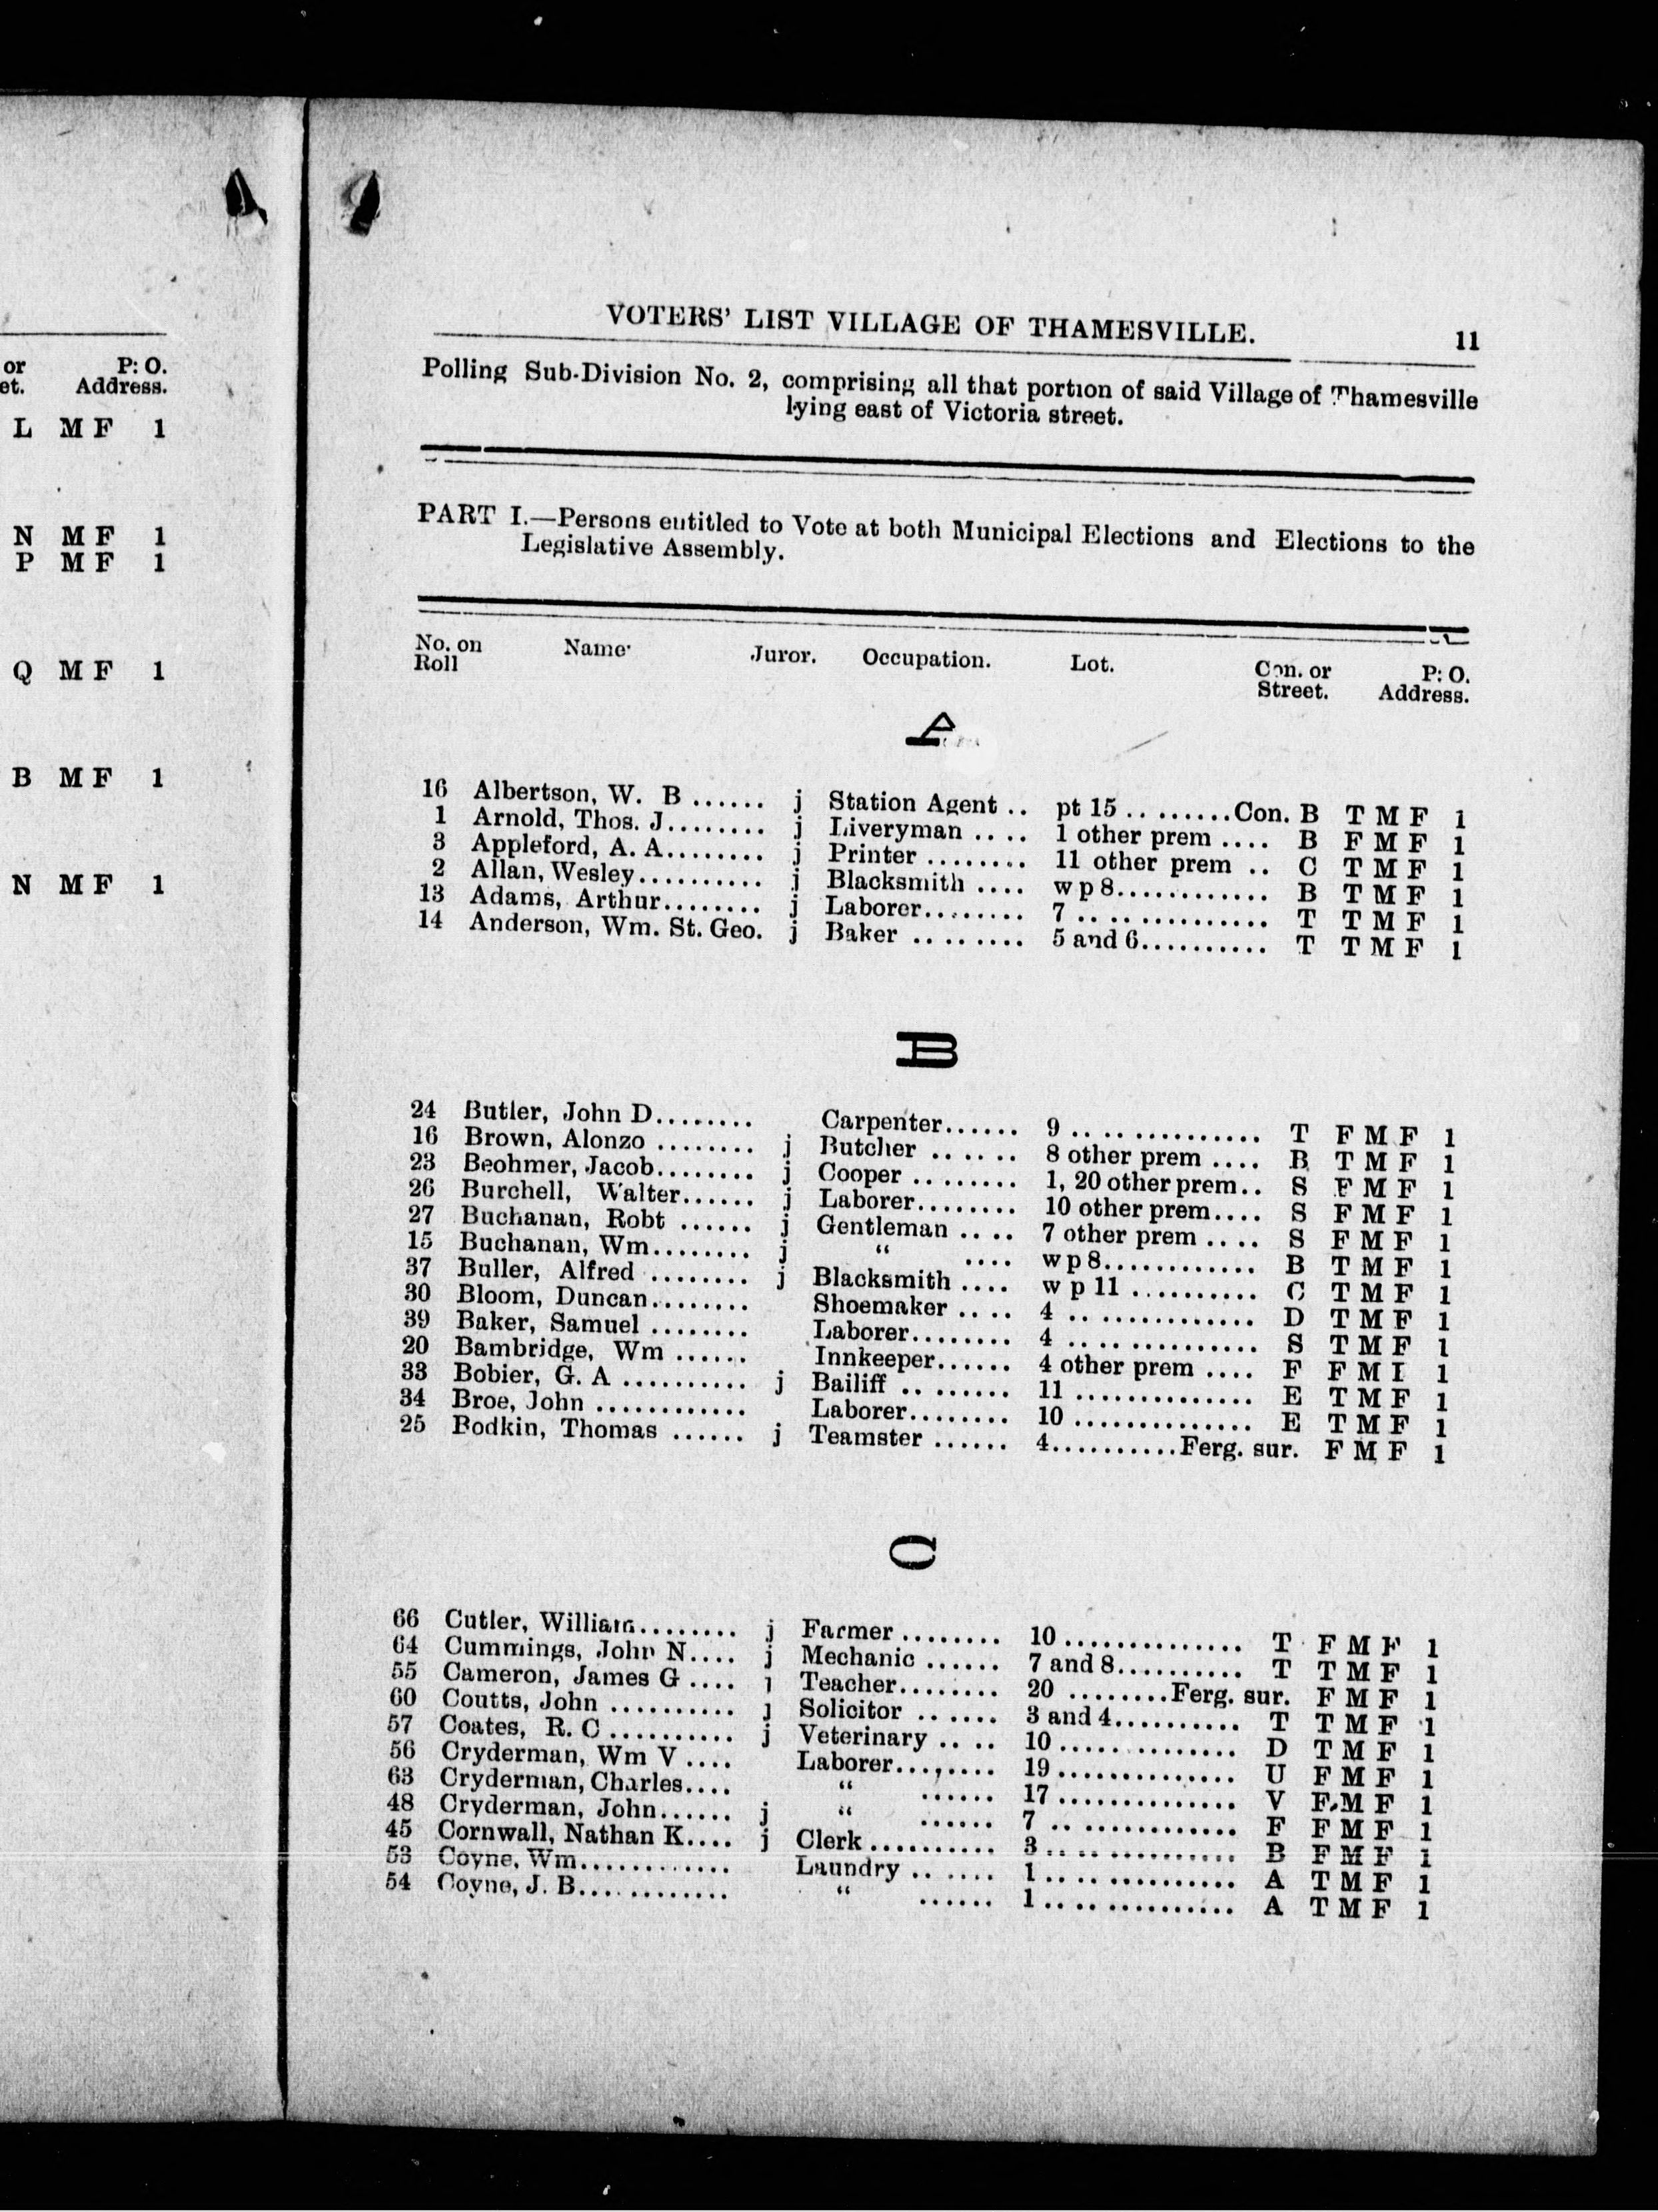 or P: O.
et. Address.
L M F 1
N M F 1
P M F 1
Q M F 1
B M F 1
N M F 1
VOTERS' LIST VILLAGE OF THAMESVILLE. 11
Polling Sub-Division No. 2, comprising all that portion of said Village of Thamesville
lying east of Victoria street.
PART I.—Persons entitled to Vote at both Municipal Elections and Elections to the
Legislative Assembly.
No. on Name Juror. Occupation. Lot. Con. or P: O.
Roll Street. Address.
A
16 Albertson, W. B ...... j Station Agent .. pt 15 .. ........Con. B T M F 1
1 Arnold, Thos. J........ j Liveryman .... 1 other prem .... B F M F 1
3 Appleford, A. A........ j Printer ........ 11 other prem .. C T M F 1
2 Allan, Wesley.......... j Blacksmith .... w p 8............ B T M F 1
13 Adams, Arthur........ j Laborer........ 7 .. .. ............ T T M F 1
14 Anderson, Wm. St. Geo. j Baker ......... 5 and 6.......... T T M F 1
B
24 Butler, John D........ Carpenter...... 9 .. .. ............ T F M F 1
16 Brown, Alonzo ........ j Butcher ...... 8 other prem .... B T M F 1
23 Beohmer, Jacob........ j Cooper ......... 1, 20 other prem.. S F M F 1
26 Burchell, Walter...... j Laborer........ 10 other prem.... S F M F 1
27 Buchanan, Robt ...... j Gentleman .... 7 other prem .... S F M F 1
15 Buchanan, Wm........ j " .... w p 8............ B T M F 1
37 Buller, Alfred ........ j Blacksmith .... w p 11 .......... C T M F 1
30 Bloom, Duncan........ Shoemaker .... 4 .. .. ............ D T M F 1
39 Baker, Samuel ........ Laborer........ 4 .. .. ............ S T M F 1
20 Bambridge, Wm ...... Innkeeper...... 4 other prem .... F F M I 1
33 Bobier, G. A .......... j Bailiff .. ....... 11 ............... E T M F 1
34 Broe, John ............ Laborer........ 10 ............... E T M F 1
25 Bodkin, Thomas ...... j Teamster ...... 4..........Ferg. sur. F M F 1
C
66 Cutler, William........ j Farmer ........ 10 .............. T F M F 1
64 Cummings, John N.... j Mechanic ...... 7 and 8.......... T T M F 1
55 Cameron, James G .... j Teacher........ 20 ........Ferg. sur. F M F 1
60 Coutts, John .......... j Solicitor ...... 3 and 4.......... T T M F 1
57 Coates, R. C .......... j Veterinary .. .. 10 .............. D T M F 1
56 Cryderman, Wm V .... Laborer........ 19 .............. U F M F 1
63 Cryderman, Charles.... " ...... 17 .............. V F M F 1
48 Cryderman, John...... j " ...... 7 .. .. ............ F F M F 1
45 Cornwall, Nathan K.... j Clerk .......... 3 .. .. ............ B F M F 1
53 Coyne, Wm............ Laundry ...... 1 .. .. ............ A T M F 1
54 Coyne, J. B............ " ...... 1 .. .. ............ A T M F 1